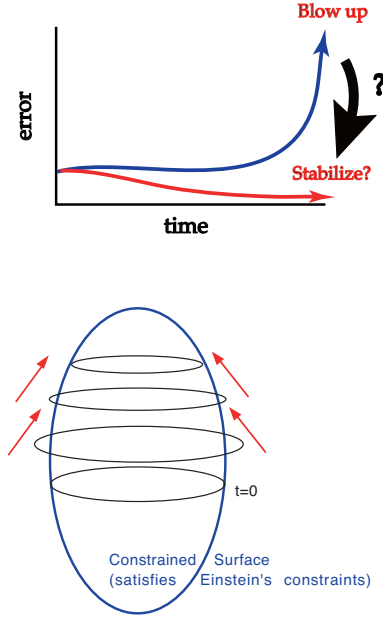 Blow up
error
?
Stabilize?
time
t=0
Constrained Surface
(satisfies Einstein's constraints)